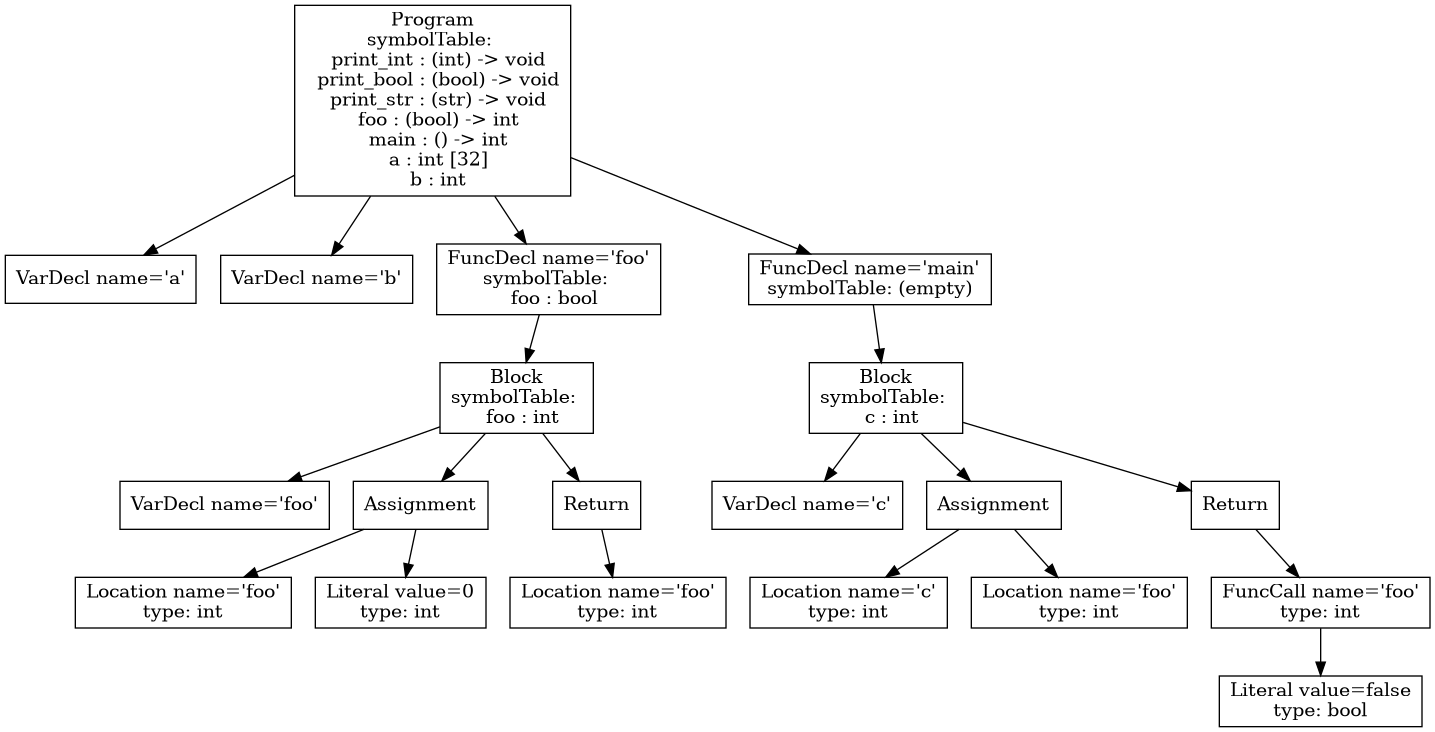 Program
symbolTable:
print_int : (int) -> void
print_bool : (bool) -> void
print_str : (str) -> void
foo : (bool) -> int
main : () -> int
a : int [32]
b : int
VarDecl name='a'
VarDecl name='b'
FuncDecl name='foo'
symbolTable:
foo : bool
FuncDecl name='main'
symbolTable: (empty)
Block
symbolTable:
foo : int
Block
symbolTable:
c : int
VarDecl name='foo'
Assignment
Return
VarDecl name='c'
Assignment
Return
Location name='foo'
type: int
Literal value=0
type: int
Location name='foo'
type: int
Location name='c'
type: int
Location name='foo'
type: int
FuncCall name='foo'
type: int
Literal value=false
type: bool